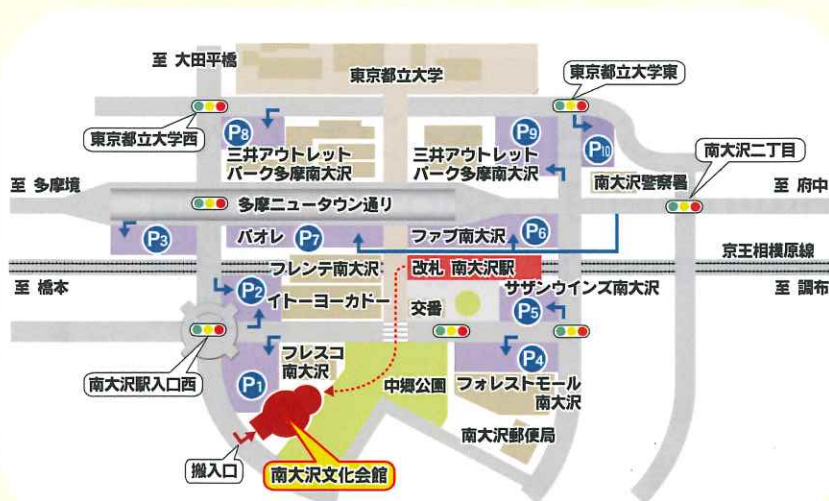 至 大田平橋
東京都立大学
東京都立大学東
東京都立大学西
P8
P9
P10
三井アウトレット
パーク多摩南大沢
三井アウトレット
パーク多摩南大沢
南大沢警察署
南大沢二丁目
至 多摩境
多摩ニュータウン通り
至 府中
P3
パオレ
P7
ファブ南大沢
P6
京王相模原線
フレンテ南大沢
改札 南大沢駅
至 橋本
P2
イトーヨーカドー
交番
サザンウインズ南大沢
P5
至 調布
南大沢駅入口西
P1
フレスコ
南大沢
中郷公園
P4
フォレストモール
南大沢
南大沢郵便局
搬入口
南大沢文化会館